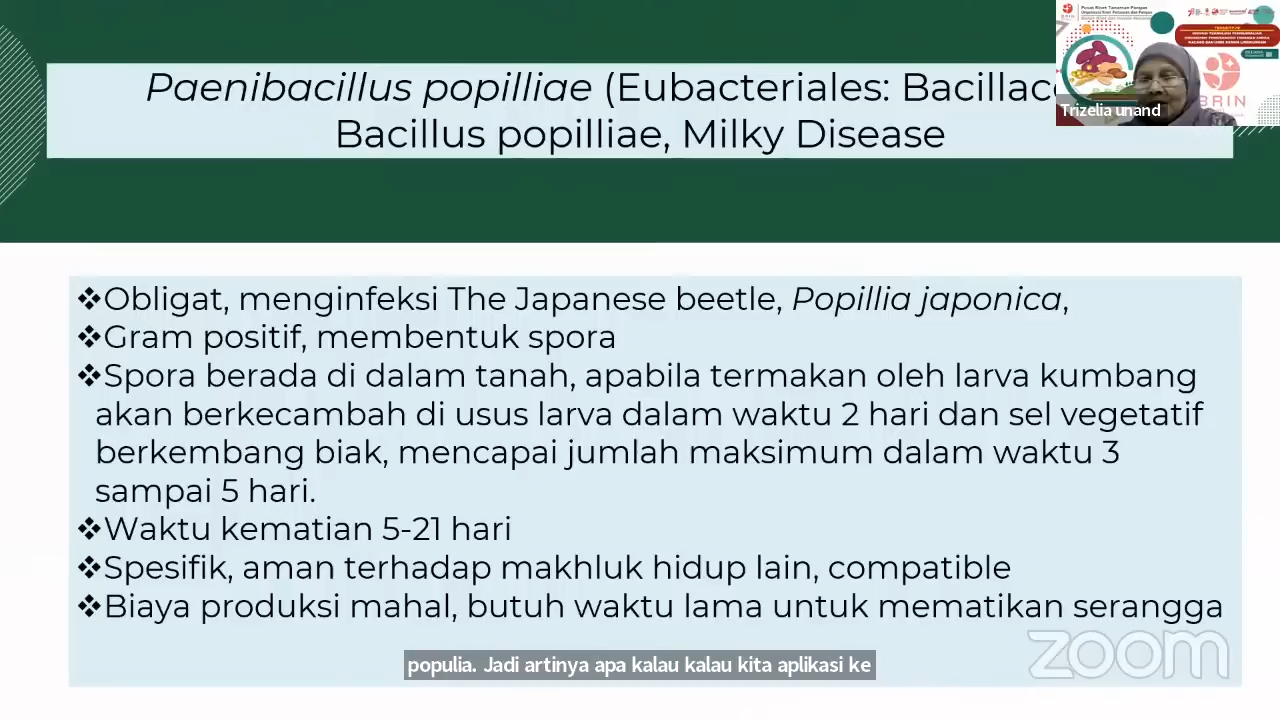 Paenibacillus popilliae (Eubacteriales: Bacillac
Bacillus popilliae, Milky Disease
Pusat Riset Tanaman Pangan
BRIN
Trizelia unand
❖Obligat, menginfeksi The Japanese beetle, Popillia japonica,
❖Gram positif, membentuk spora
❖Spora berada di dalam tanah, apabila termakan oleh larva kumbang
akan berkecambah di usus larva dalam waktu 2 hari dan sel vegetatif
berkembang biak, mencapai jumlah maksimum dalam waktu 3
sampai 5 hari.
❖Waktu kematian 5-21 hari
❖Spesifik, aman terhadap makhluk hidup lain, compatible
❖Biaya produksi mahal, butuh waktu lama untuk mematikan serangga
zoom
populia. Jadi artinya apa kalau kalau kita aplikasi ke